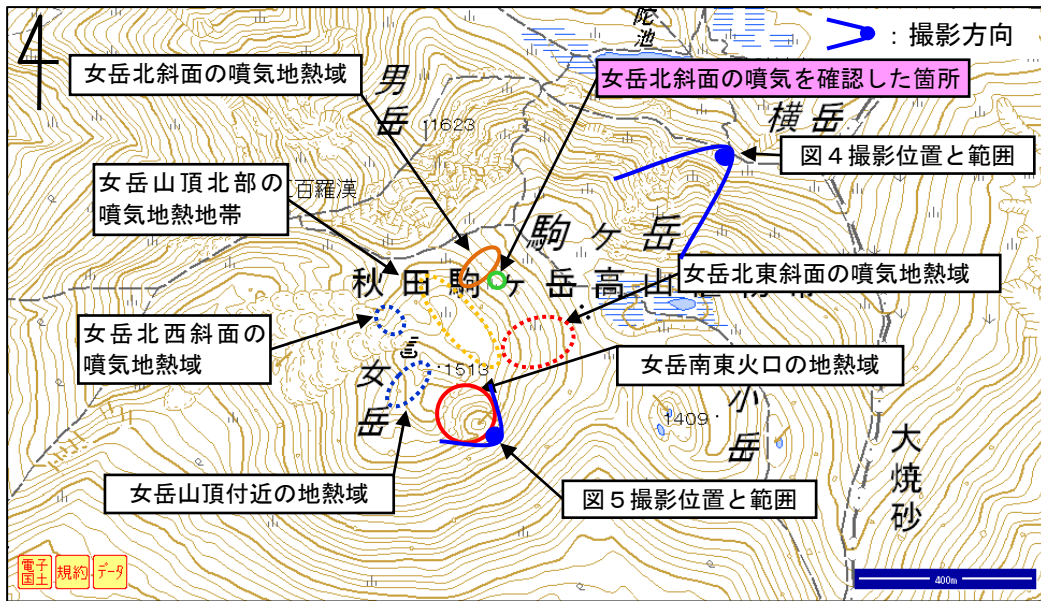 4
：撮影方向
陀池
女岳北斜面の噴気地熱域
女岳北斜面の噴気を確認した箇所
男岳
・1623
横岳
図４撮影位置と範囲
女岳山頂北部の
噴気地熱地帯
百羅漢
駒ヶ岳
秋田駒ヶ岳高山
女岳北東斜面の噴気地熱域
女岳北西斜面の
噴気地熱域
女岳
・1513
女岳南東火口の地熱域
小岳
1409・
大焼砂
女岳山頂付近の地熱域
図５撮影位置と範囲
電子
国土
規約
データ
400m